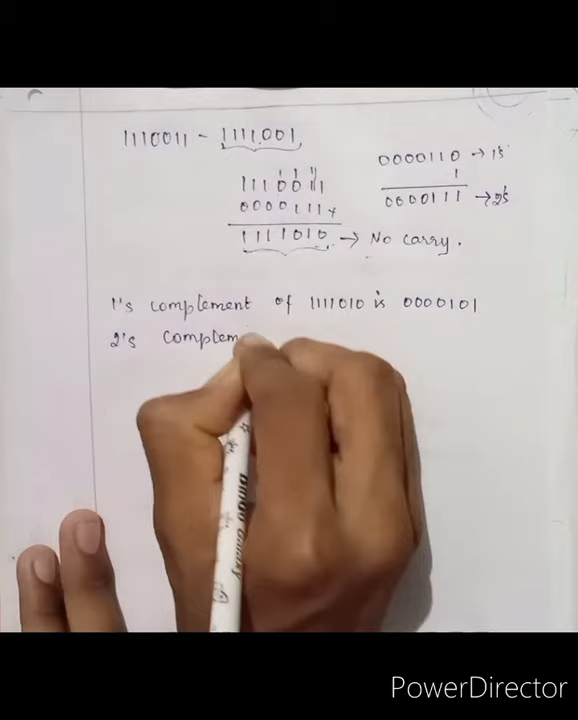 1110011 - 1111001
1110011
0000111 +
1111010 → No carry.
0000110 → 1's
1
0000111 → 2's
1's complement of 1111010 is 0000101
2's complem
PowerDirector